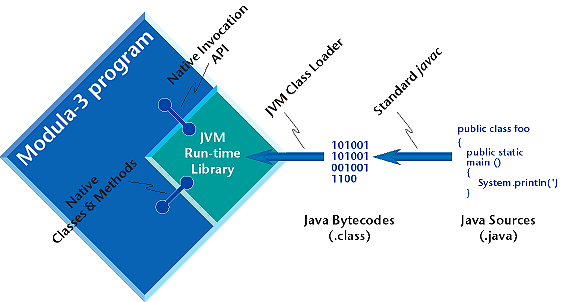 Modula-3 program
Native Invocation
API
JVM
Run-time
Library
Native
Classes & Methods
JVM Class Loader
Standard javac
101001
101001
001001
1100
Java Bytecodes
(.class)
public class foo
{
public static
main ()
{
System.println("J
}
Java Sources
(.java)